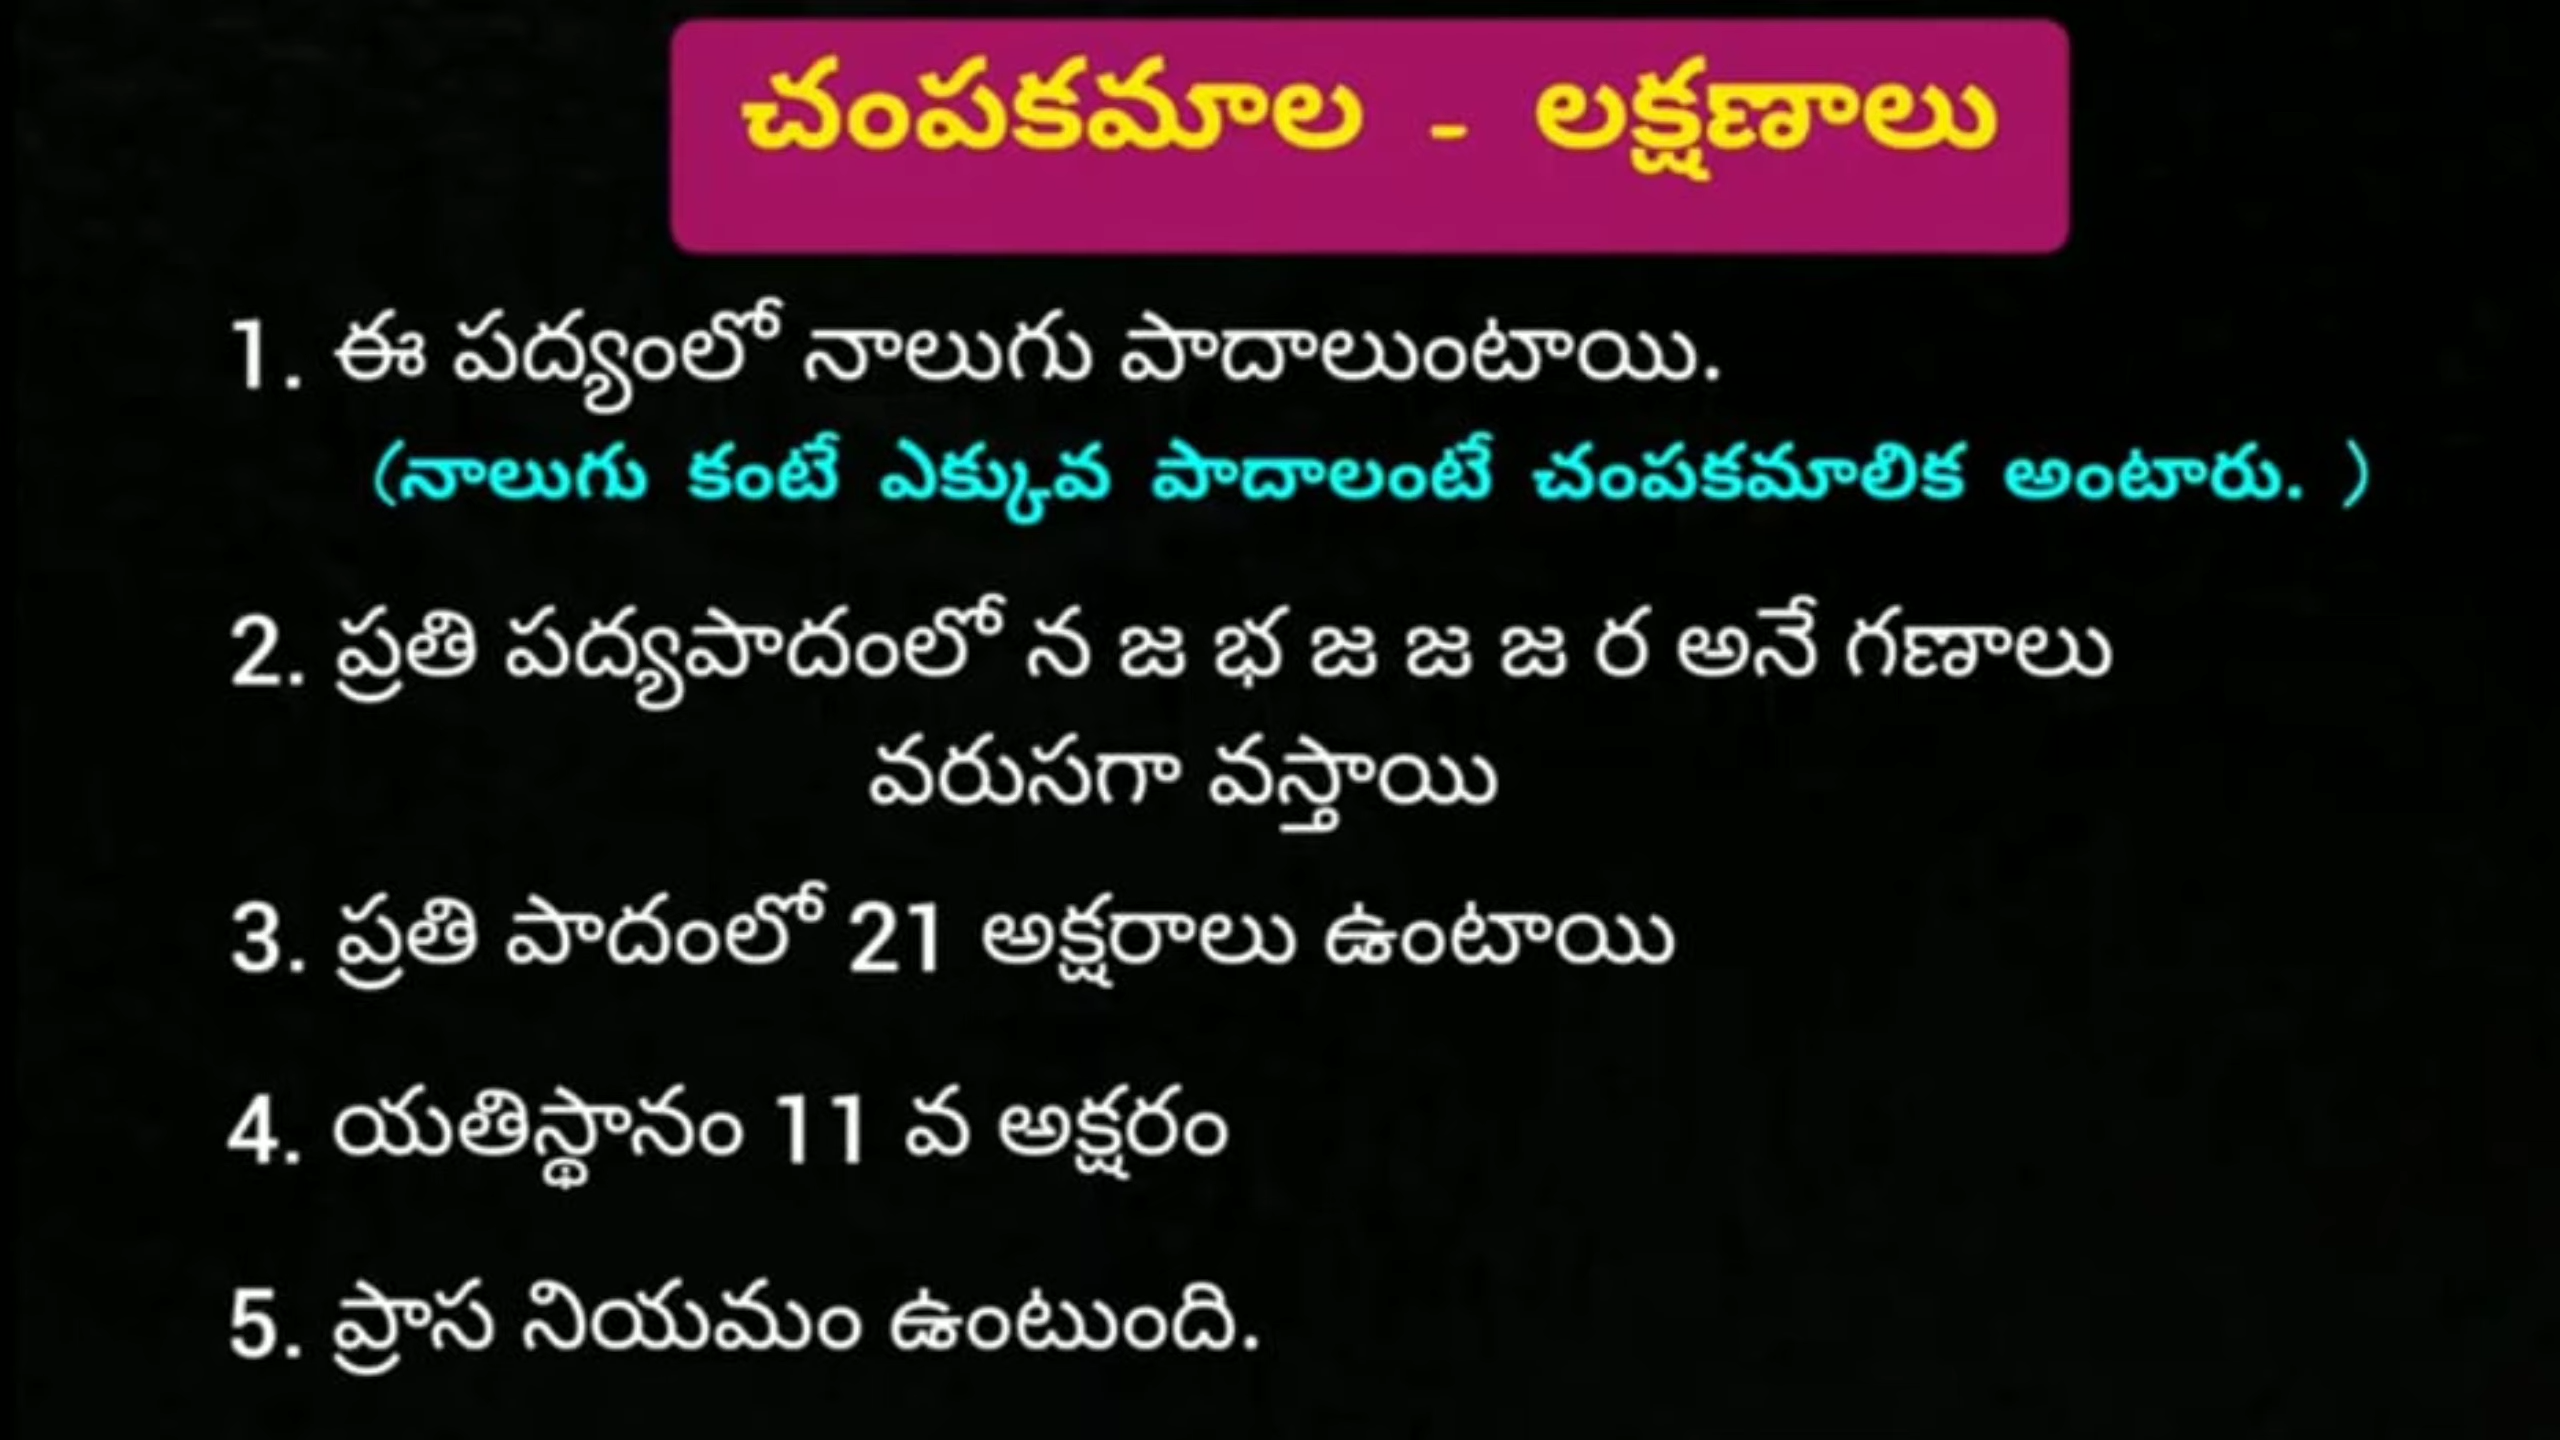 చంపకమాల - లక్షణాలు
1. ఈ పద్యంలో నాలుగు పాదాలుంటాయి.
(నాలుగు కంటే ఎక్కువ పాదాలంటే చంపకమాలిక అంటారు. )
2. ప్రతి పద్యపాదంలో న జ భ జ జ జ ర అనే గణాలు
వరుసగా వస్తాయి
3. ప్రతి పాదంలో 21 అక్షరాలు ఉంటాయి
4. యతిస్థానం 11 వ అక్షరం
5. ప్రాస నియమం ఉంటుంది.